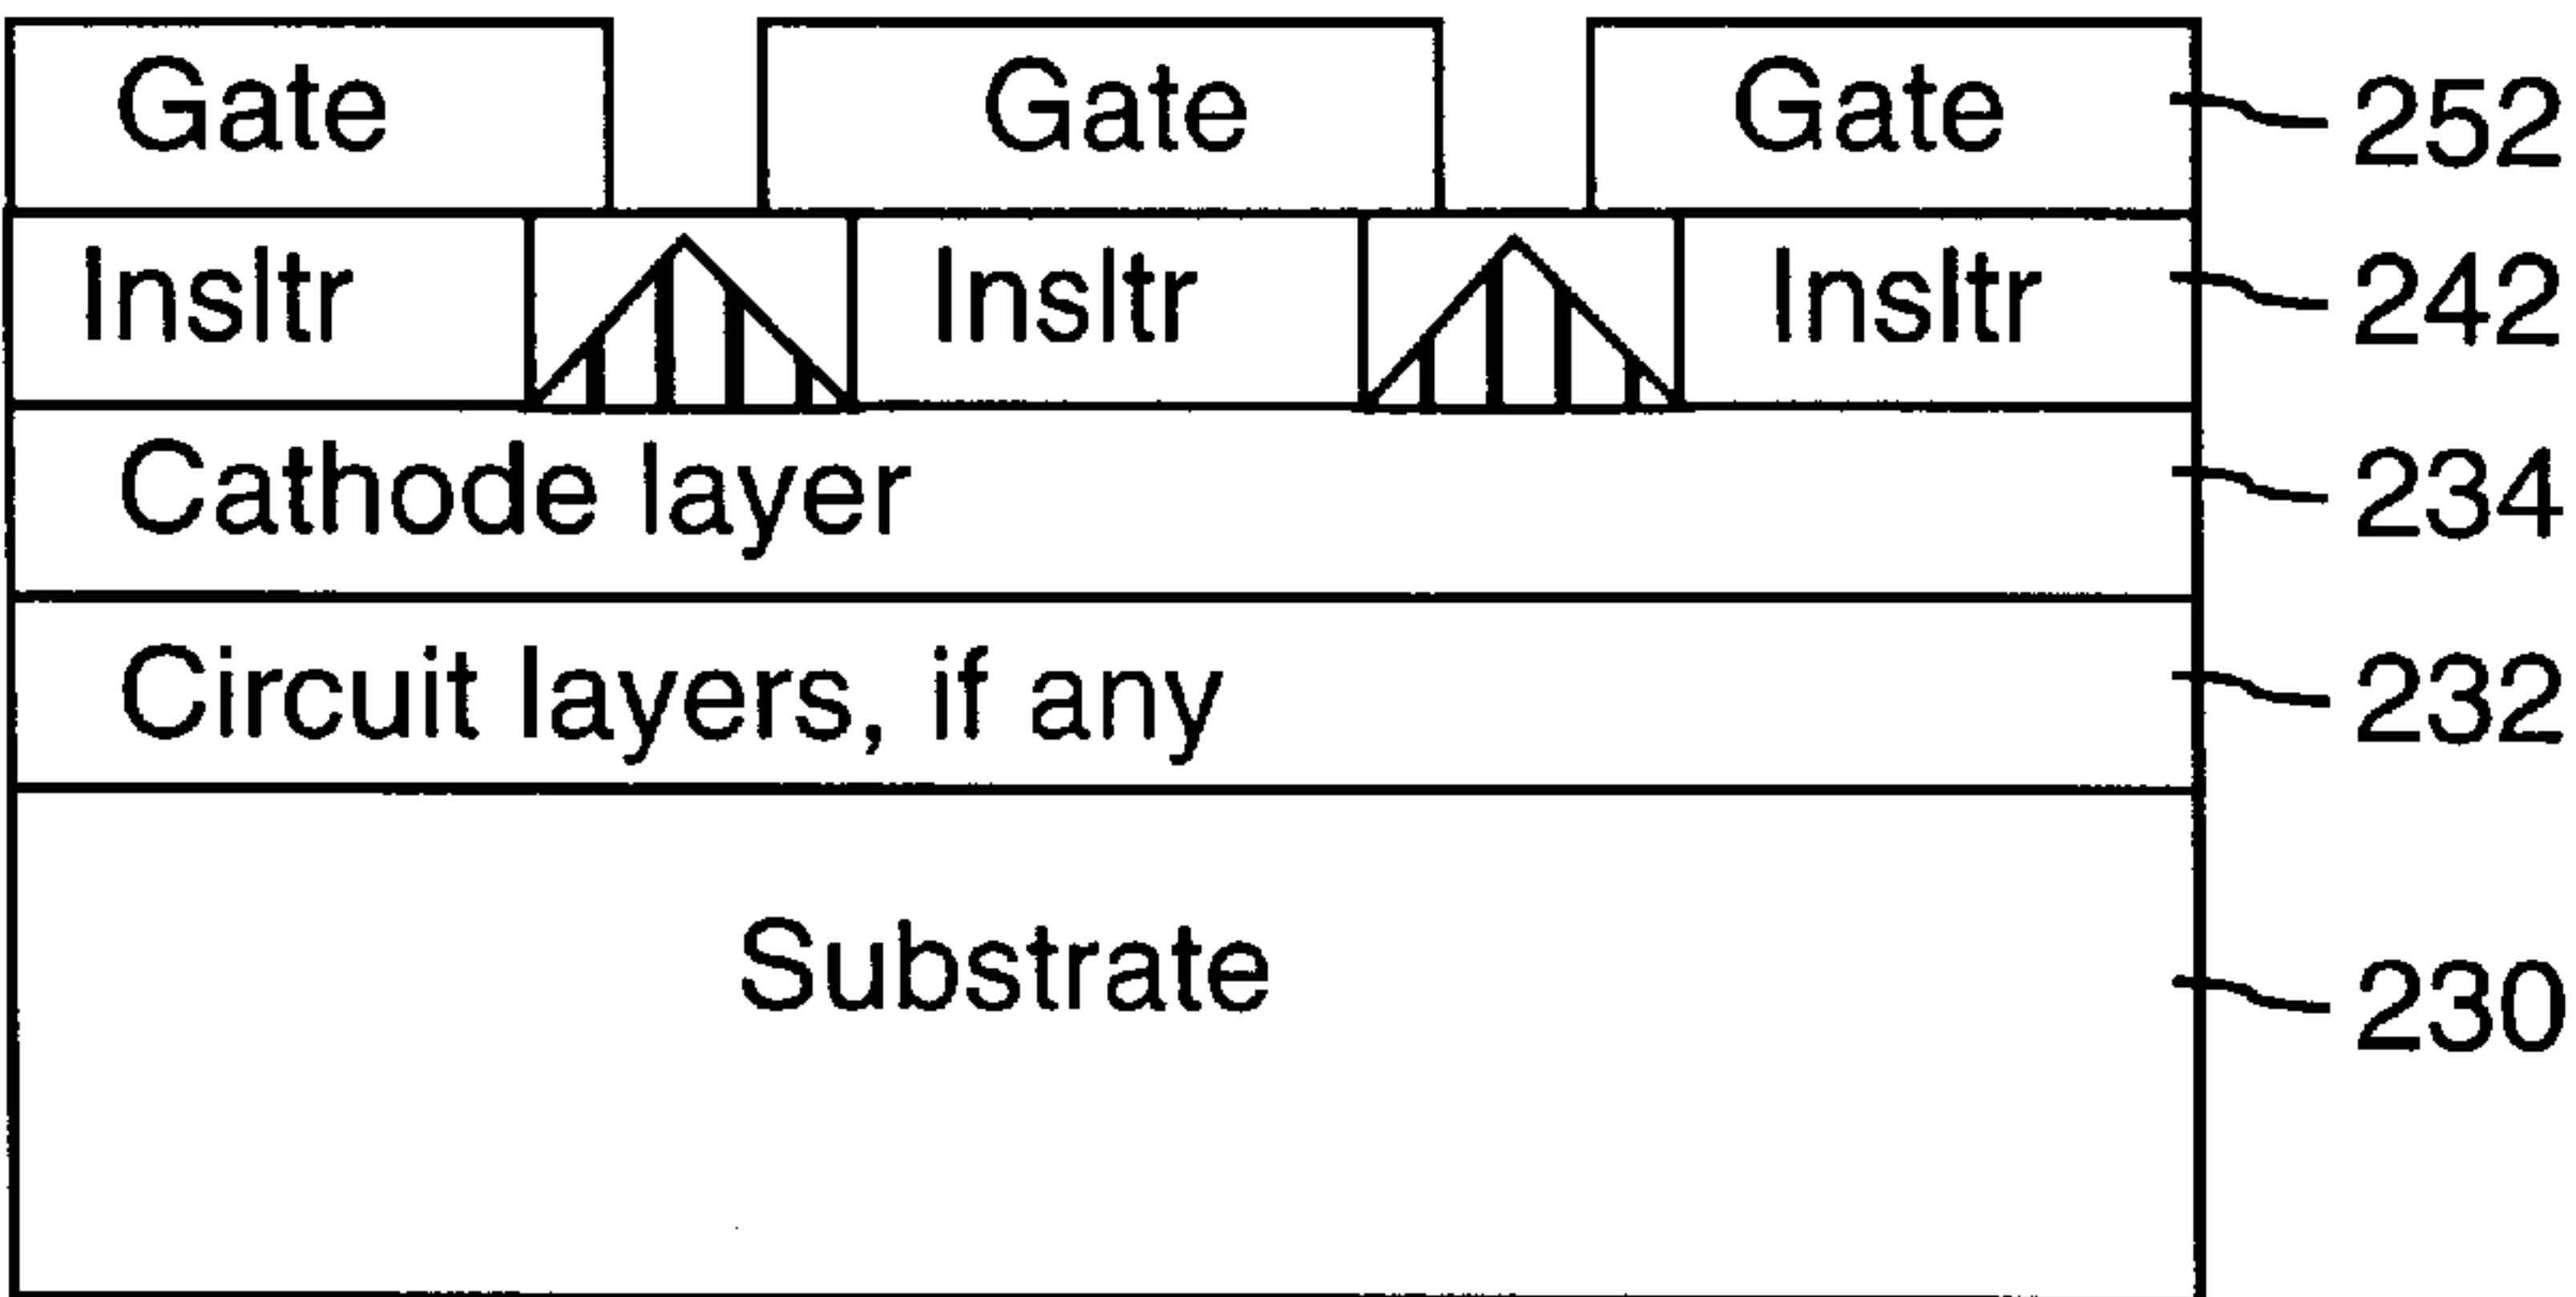 Gate Gate Gate 252
Insltr Insltr Insltr 242
Cathode layer 234
Circuit layers, if any 232
Substrate 230